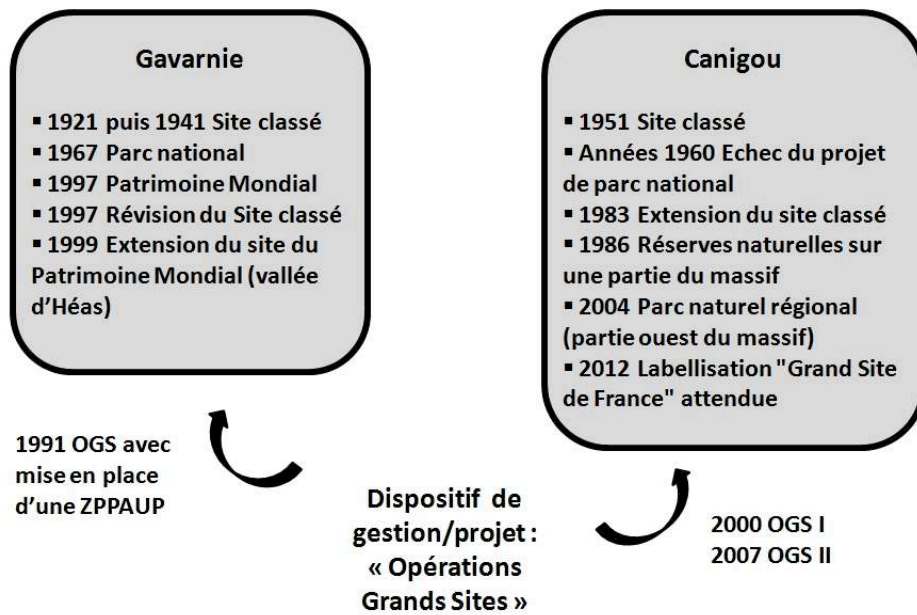 Gavarnie
▪ 1921 puis 1941 Site classé
▪ 1967 Parc national
▪ 1997 Patrimoine Mondial
▪ 1997 Révision du Site classé
▪ 1999 Extension du site du
Patrimoine Mondial (vallée
d’Héas)
Canigou
▪ 1951 Site classé
▪ Années 1960 Echec du projet
de parc national
▪ 1983 Extension du site classé
▪ 1986 Réserves naturelles sur
une partie du massif
▪ 2004 Parc naturel régional
(partie ouest du massif)
▪ 2012 Labellisation "Grand Site
de France" attendue
1991 OGS avec
mise en place
d’une ZPPAUP
Dispositif de
gestion/projet :
« Opérations
Grands Sites »
2000 OGS I
2007 OGS II